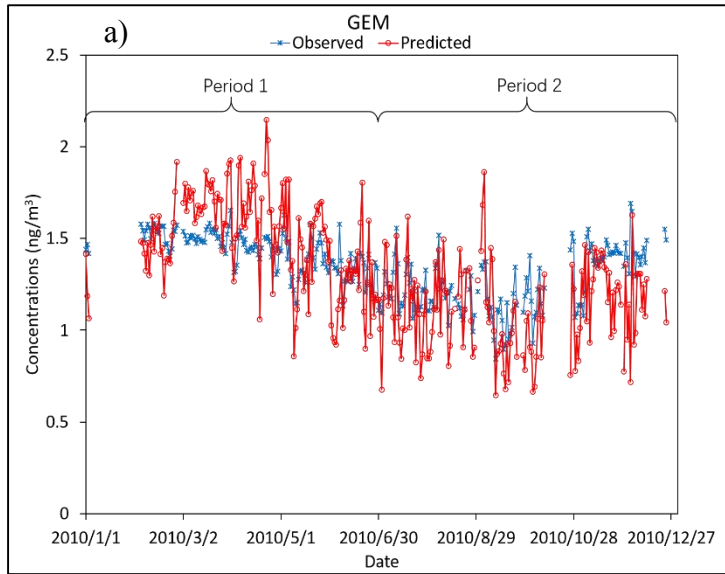 GEM
a)
Observed Predicted
Period 1
Period 2
2.5
2
1.5
1
0.5
0
Concentrations (ng/m³)
2010/1/1 2010/3/2 2010/5/1 2010/6/30 2010/8/29 2010/10/28 2010/12/27
Date